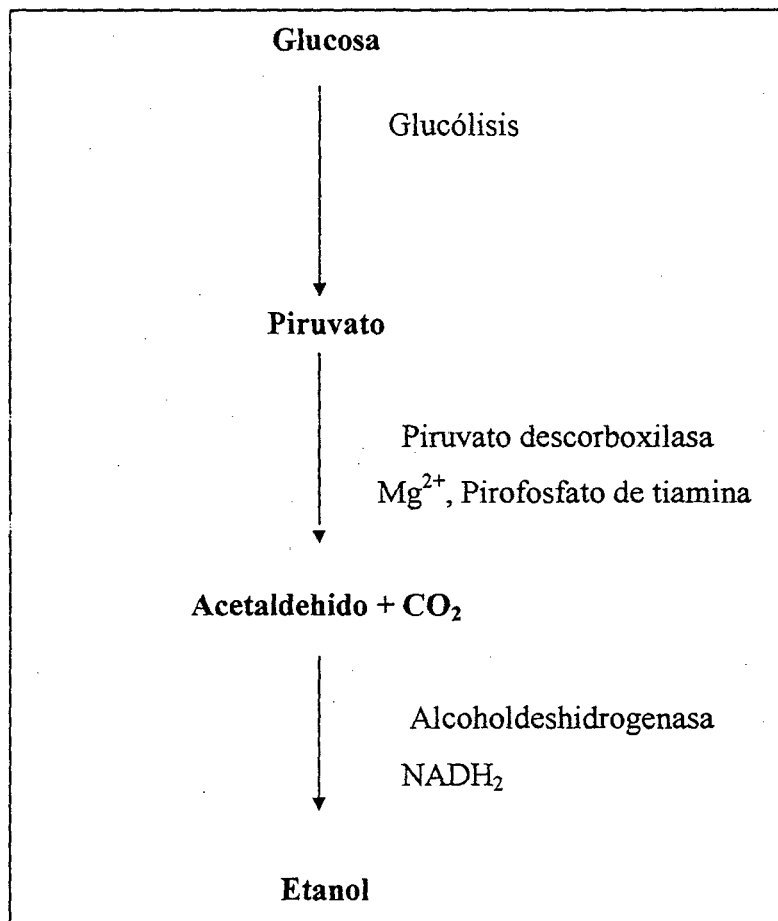 Glucosa
Glucólisis
Piruvato
Piruvato descorboxilasa
Mg²⁺, Pirofosfato de tiamina
Acetaldehido + CO₂
Alcoholdeshidrogenasa
NADH₂
Etanol